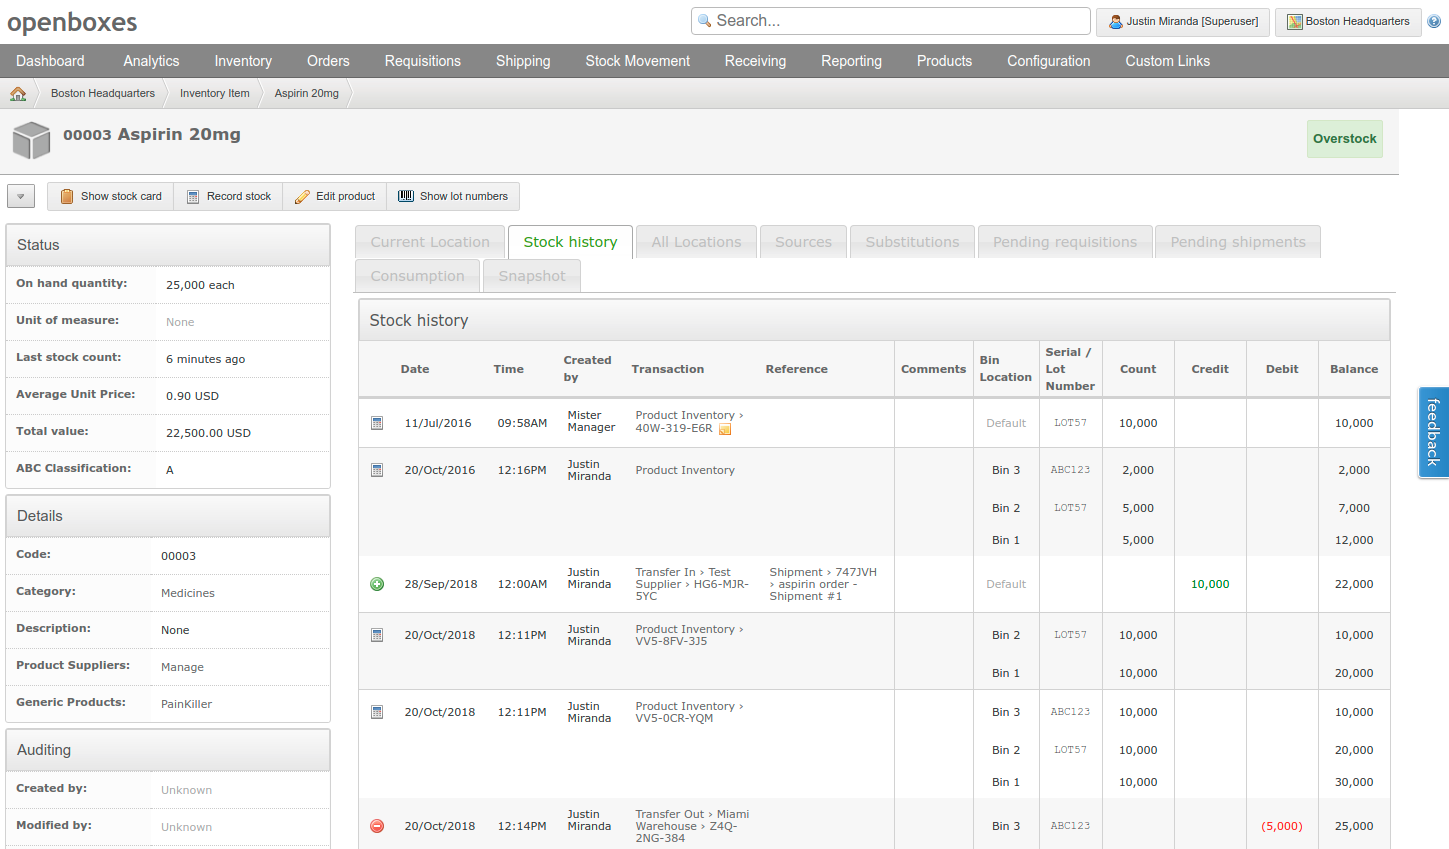 openboxes
Search...
Justin Miranda [Superuser]
Boston Headquarters
Dashboard Analytics Inventory Orders Requisitions Shipping Stock Movement Receiving Reporting Products Configuration Custom Links
Boston Headquarters Inventory Item Aspirin 20mg
00003 Aspirin 20mg
Overstock
Show stock card Record stock Edit product Show lot numbers
Status
On hand quantity: 25,000 each
Unit of measure: None
Last stock count: 6 minutes ago
Average Unit Price: 0.90 USD
Total value: 22,500.00 USD
ABC Classification: A
Details
Code: 00003
Category: Medicines
Description: None
Product Suppliers: Manage
Generic Products: PainKiller
Auditing
Created by: Unknown
Modified by: Unknown
Current Location Stock history All Locations Sources Substitutions Pending requisitions Pending shipments
Consumption Snapshot
Stock history
Date Time Created by Transaction Reference Comments Bin Location Serial / Lot Number Count Credit Debit Balance
11/Jul/2016 09:58AM Mister Manager Product Inventory › 40W-319-E6R Default LOT57 10,000 10,000
20/Oct/2016 12:16PM Justin Miranda Product Inventory Bin 3 ABC123 2,000 2,000
Bin 2 LOT57 5,000 7,000
Bin 1 5,000 12,000
28/Sep/2018 12:00AM Justin Miranda Transfer In › Test Supplier › HG6-MJR-5YC Shipment › 747JVH › aspirin order - Shipment #1 Default 10,000 22,000
20/Oct/2018 12:11PM Justin Miranda Product Inventory › VV5-8FV-3J5 Bin 2 LOT57 10,000 10,000
Bin 1 10,000 20,000
20/Oct/2018 12:11PM Justin Miranda Product Inventory › VV5-0CR-YQM Bin 3 ABC123 10,000 10,000
Bin 2 LOT57 10,000 20,000
Bin 1 10,000 30,000
20/Oct/2018 12:14PM Justin Miranda Transfer Out › Miami Warehouse › Z4Q-2NG-384 Bin 3 ABC123 (5,000) 25,000
feedback